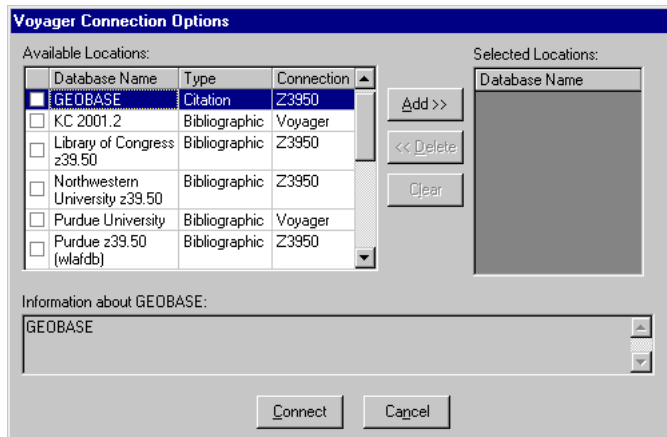 Voyager Connection Options
Available Locations:
Selected Locations:
Database Name Type Connection
Database Name
GEOBASE Citation Z3950
KC 2001.2 Bibliographic Voyager
Library of Congress Bibliographic Z3950
z39.50
Northwestern Bibliographic Z3950
University z39.50
Purdue University Bibliographic Voyager
Purdue z39.50 Bibliographic Z3950
(wlafdb)
Add >>
<< Delete
Clear
Information about GEOBASE:
GEOBASE
Connect Cancel